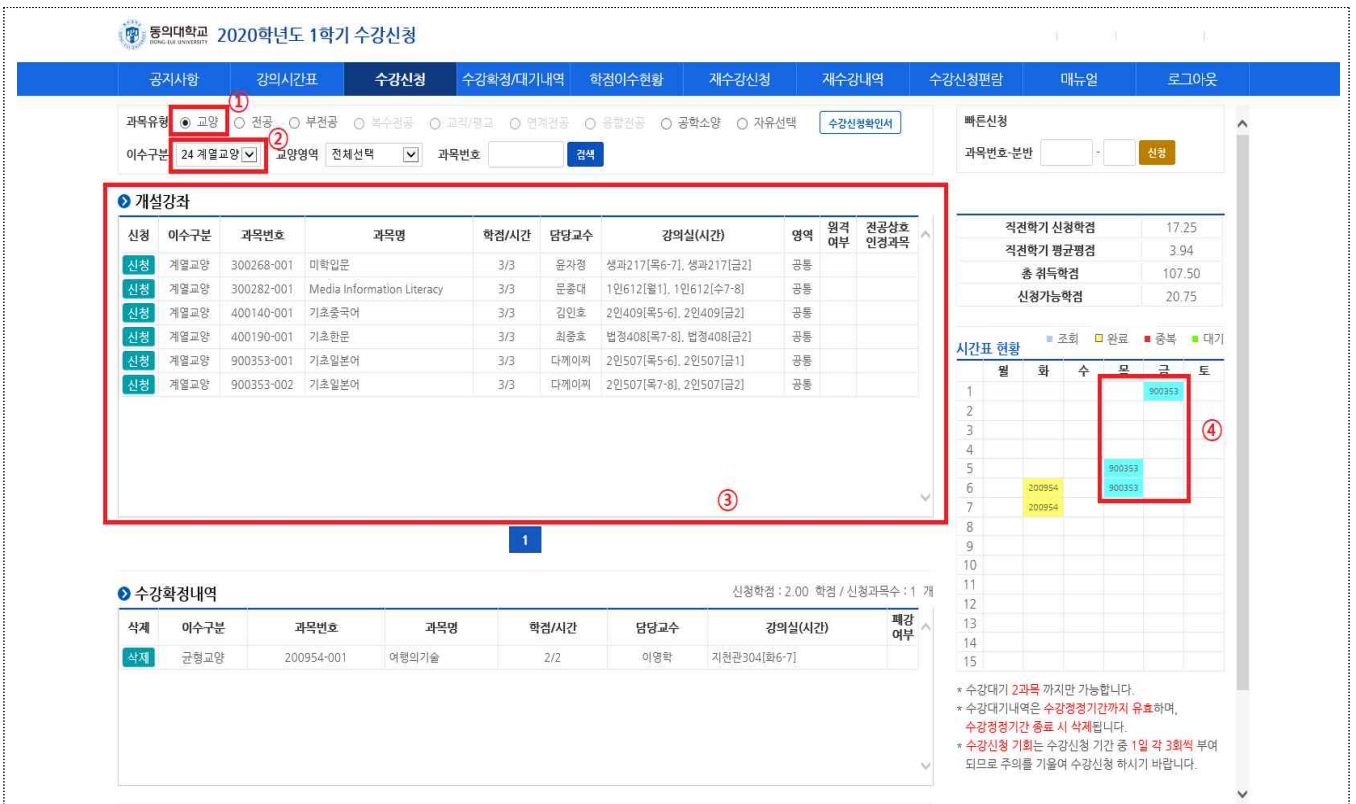 동의대학교 2020학년도 1학기 수강신청
DONG-EUI UNIVERSITY
공지사항 강의시간표 수강신청 수강확정/대기내역 학점이수현황 재수강신청 재수강내역 수강신청편람 매뉴얼 로그아웃
①
과목유형 교양 전공 부전공 복수전공 교직/평교 연계전공 융합전공 공학소양 자유선택 수강신청확인서
②
이수구분 24 계열교양 교양영역 전체선택 과목번호 검색
빠른신청
과목번호-분반 - 신청
개설강좌
신청 이수구분 과목번호 과목명 학점/시간 담당교수 강의실(시간) 영역 원격여부 전공상호인정과목
신청 계열교양 300268-001 미학입문 3/3 윤자정 생과217[목6-7], 생과217[금2] 공통
신청 계열교양 300282-001 Media Information Literacy 3/3 문종대 1인612[월1], 1인612[수7-8] 공통
신청 계열교양 400140-001 기초중국어 3/3 김인호 2인409[목5-6], 2인409[금2] 공통
신청 계열교양 400190-001 기초한문 3/3 최중호 법정408[목7-8], 법정408[금2] 공통
신청 계열교양 900353-001 기초일본어 3/3 다께이찌 2인507[목5-6], 2인507[금1] 공통
신청 계열교양 900353-002 기초일본어 3/3 다께이찌 2인507[목7-8], 2인507[금2] 공통
③
1
직전학기 신청학점 17.25
직전학기 평균평점 3.94
총 취득학점 107.50
신청가능학점 20.75
시간표 현황 조회 완료 중복 대기
월 화 수 목 금 토
1 900353
2
3
④
4
5 900353
6 200954 900353
7 200954
8
9
10
11
12
13
14
15
수강확정내역 신청학점 : 2.00 학점 / 신청과목수 : 1 개
삭제 이수구분 과목번호 과목명 학점/시간 담당교수 강의실(시간) 폐강여부
삭제 균형교양 200954-001 여행의기술 2/2 이영학 지천관304[화6-7]
* 수강대기 2과목 까지만 가능합니다.
* 수강대기내역은 수강정정기간까지 유효하며,
수강정정기간 종료 시 삭제됩니다.
* 수강신청 기회는 수강신청 기간 중 1일 각 3회씩 부여
되므로 주의를 기울여 수강신청 하시기 바랍니다.